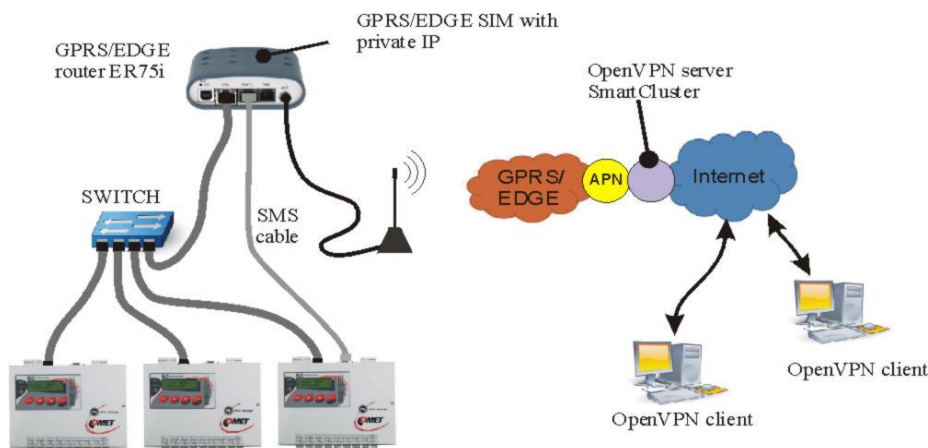 GPRS/EDGE SIM with
private IP
GPRS/EDGE
router ER75i
OpenVPN server
SmartCluster
GPRS/
EDGE
APN
Internet
SWITCH
SMS
cable
OpenVPN client
OpenVPN client